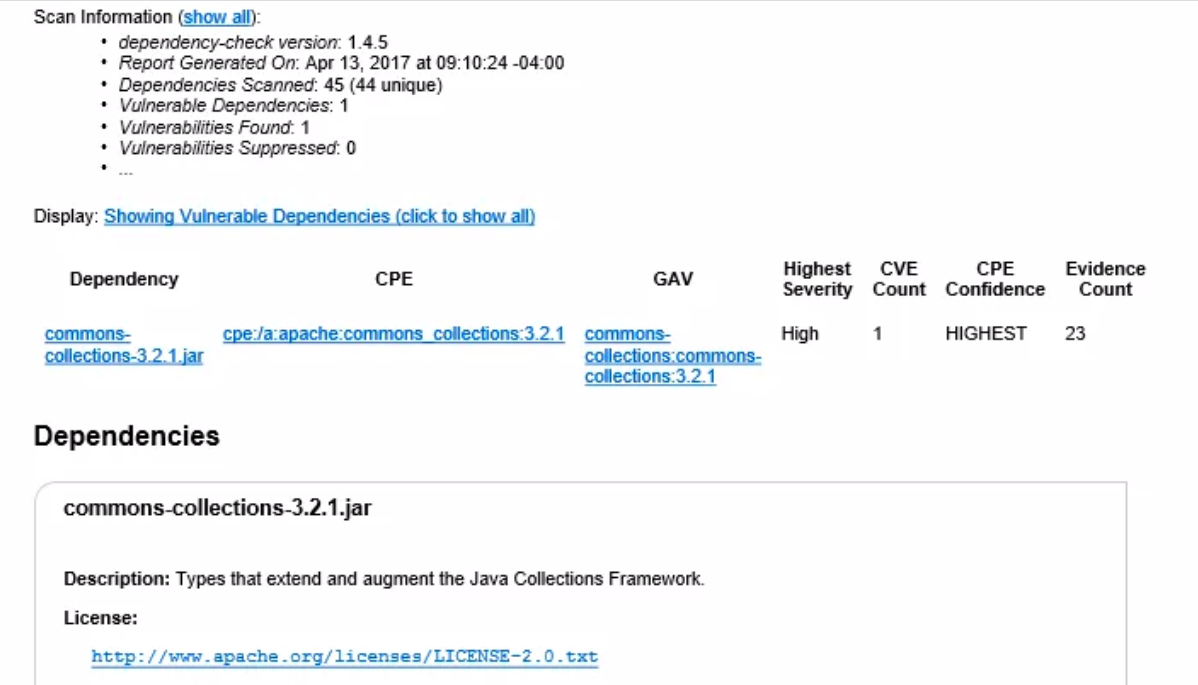 Scan Information (show all):
• dependency-check version: 1.4.5
• Report Generated On: Apr 13, 2017 at 09:10:24 -04:00
• Dependencies Scanned: 45 (44 unique)
• Vulnerable Dependencies: 1
• Vulnerabilities Found: 1
• Vulnerabilities Suppressed: 0
• ...
Display: Showing Vulnerable Dependencies (click to show all)
Dependency CPE GAV Highest Severity CVE Count CPE Confidence Evidence Count
commons- cpe:/a:apache:commons_collections:3.2.1 commons- High 1 HIGHEST 23
collections-3.2.1.jar collections:commons-
collections:3.2.1
Dependencies
commons-collections-3.2.1.jar
Description: Types that extend and augment the Java Collections Framework.
License:
http://www.apache.org/licenses/LICENSE-2.0.txt